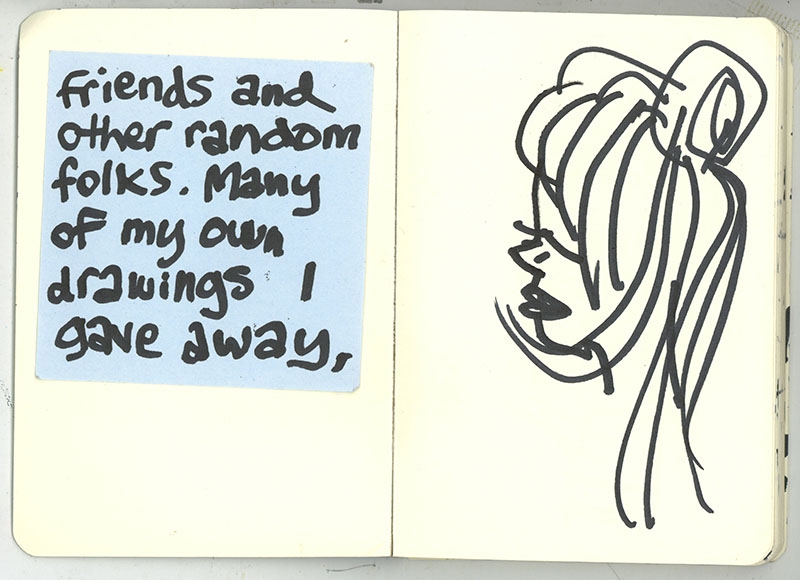 friends and
other random
folks. Many
of my own
drawings I
gave away,